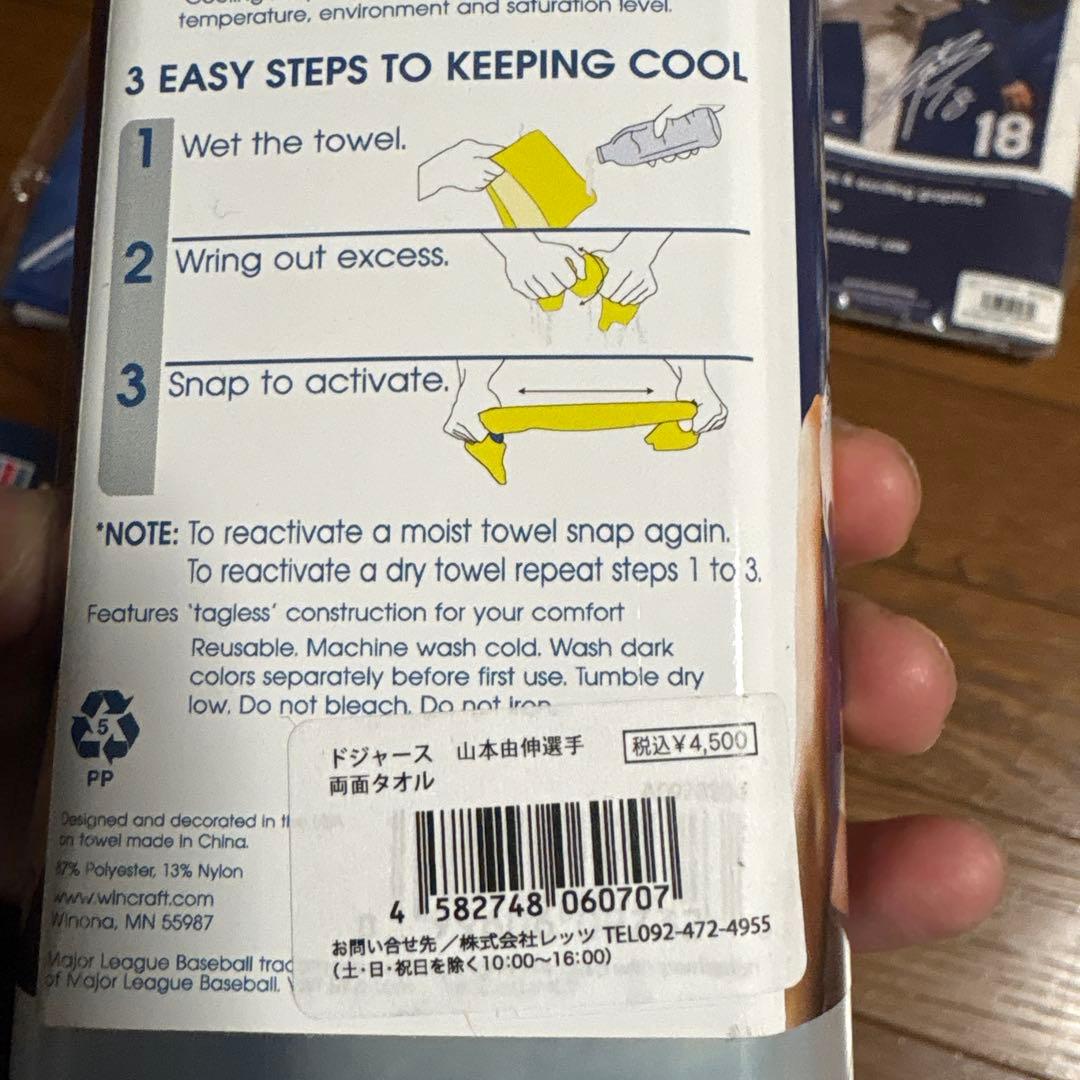 temperature, environment and saturation level.
3 EASY STEPS TO KEEPING COOL
1 Wet the towel.
2 Wring out excess.
3 Snap to activate.
*NOTE: To reactivate a moist towel snap again.
To reactivate a dry towel repeat steps 1 to 3.
Features 'tagless' construction for your comfort
Reusable. Machine wash cold. Wash dark
colors separately before first use. Tumble dry
low. Do not bleach. Do not iron
5
PP
Designed and decorated in
on towel made in China.
87% Polyester, 13% Nylon
www.wincraft.com
Winona, MN 55987
Major League Baseball
of Major League Baseball.
ドジャース 山本由伸選手 税込¥4,500
両面タオル
4 582748 060707
お問い合せ先/株式会社レッツ TEL092-472-4955
(土・日・祝日を除く10:00〜16:00)
18
& exciting graphics
use